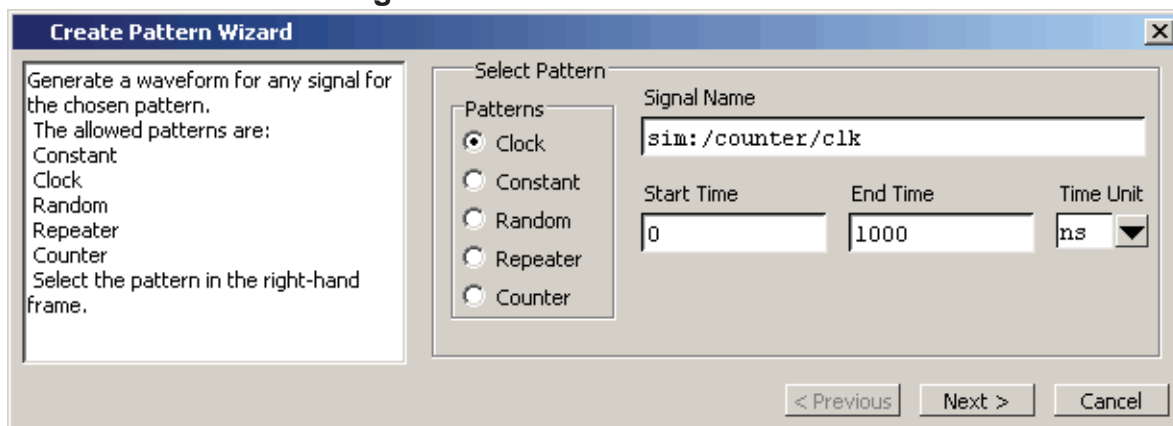 Create Pattern Wizard
Generate a waveform for any signal for
the chosen pattern.
The allowed patterns are:
Constant
Clock
Random
Repeater
Counter
Select the pattern in the right-hand
frame.
Select Pattern
Patterns
Clock
Constant
Random
Repeater
Counter
Signal Name
sim:/counter/clk
Start Time
End Time
Time Unit
0
1000
ns
< Previous
Next >
Cancel